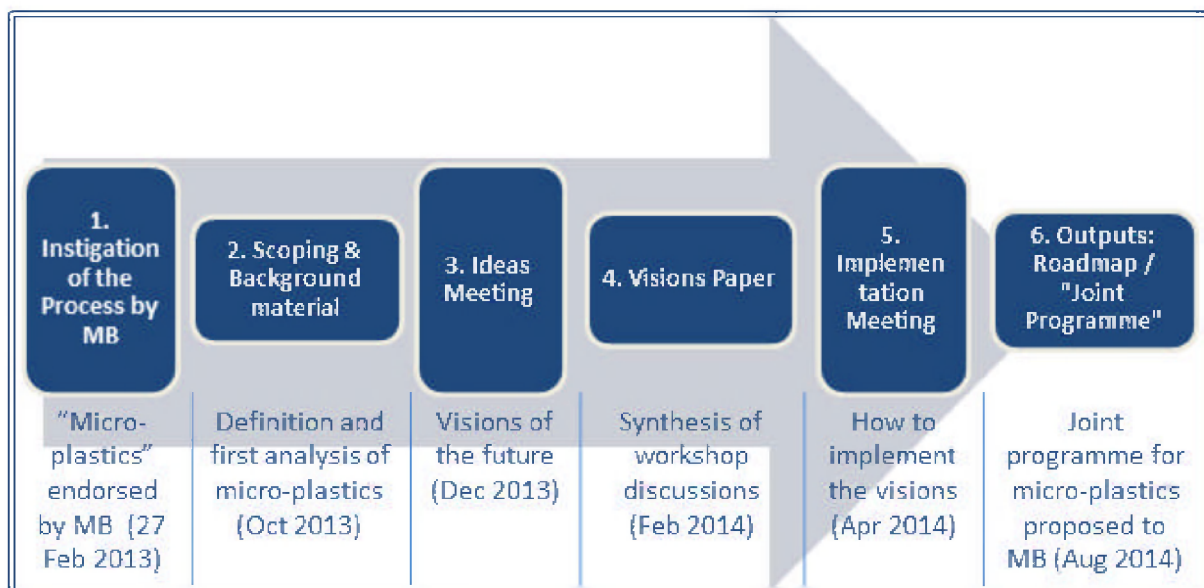 1.
Instigation
of the
Process by
MB
2. Scoping &
Background
material
3. Ideas
Meeting
4. Visions Paper
5.
Implemen
tation
Meeting
6. Outputs:
Roadmap /
"Joint
Programme"
"Micro-
plastics"
endorsed
by MB (27
Feb 2013)
Definition and
first analysis of
micro-plastics
(Oct 2013)
Visions of
the future
(Dec 2013)
Synthesis of
workshop
discussions
(Feb 2014)
How to
implement
the visions
(Apr 2014)
Joint
programme for
micro-plastics
proposed to
MB (Aug 2014)